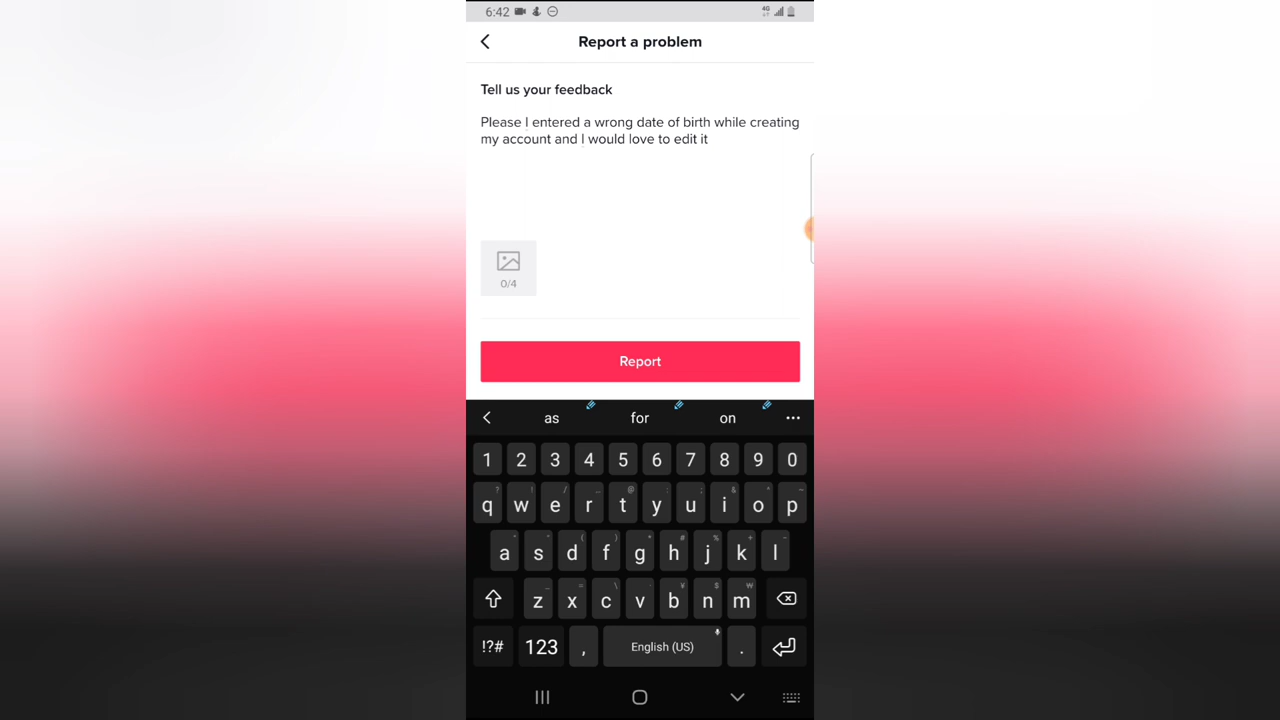 6:42 4G
Report a problem
Tell us your feedback
Please I entered a wrong date of birth while creating
my account and I would love to edit it
0/4
Report
as for on
1 2 3 4 5 6 7 8 9 0
q w e r t y u i o p
a s d f g h j k l
z x c v b n m
!?# 123 , English (US) .